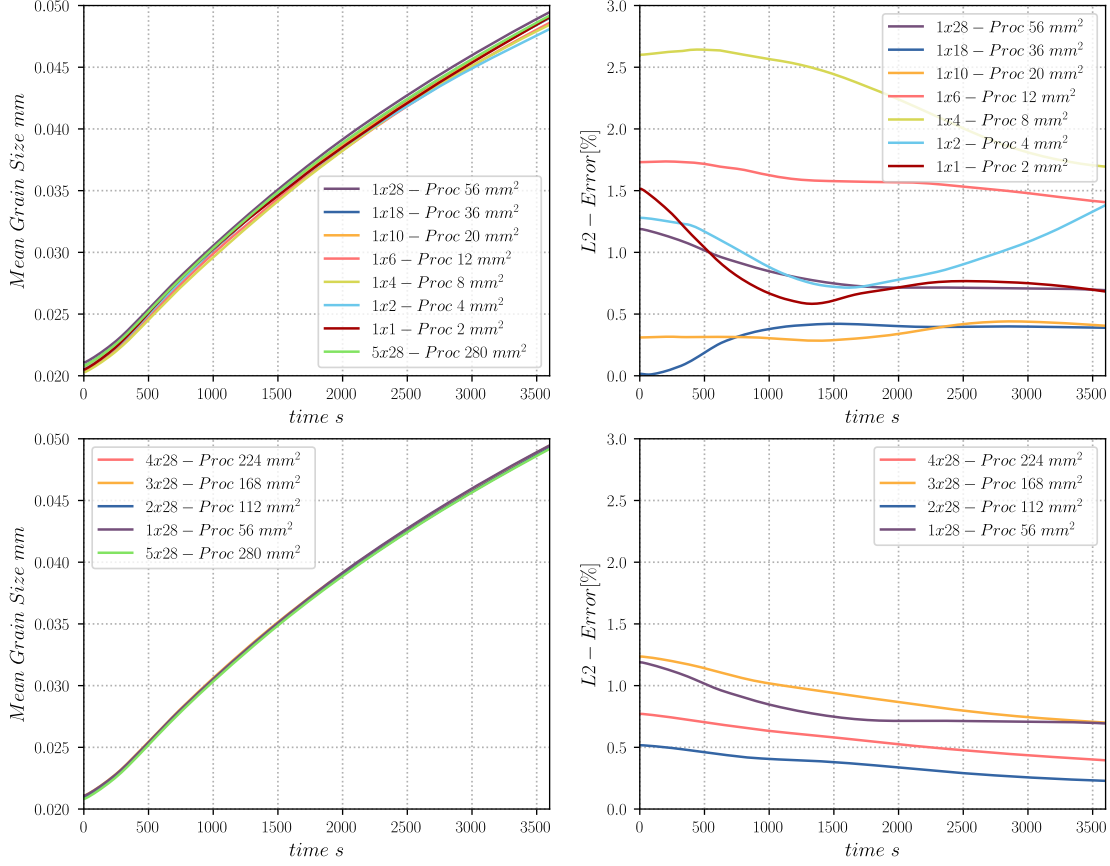 0.050
0.045
0.040
0.035
0.030
0.025
0.020
Mean Grain Size mm
1x28 − Proc 56 mm²
1x18 − Proc 36 mm²
1x10 − Proc 20 mm²
1x6 − Proc 12 mm²
1x4 − Proc 8 mm²
1x2 − Proc 4 mm²
1x1 − Proc 2 mm²
5x28 − Proc 280 mm²
0 500 1000 1500 2000 2500 3000 3500
time s
3.0
2.5
2.0
1.5
1.0
0.5
0.0
L2 − Error[%]
1x28 − Proc 56 mm²
1x18 − Proc 36 mm²
1x10 − Proc 20 mm²
1x6 − Proc 12 mm²
1x4 − Proc 8 mm²
1x2 − Proc 4 mm²
1x1 − Proc 2 mm²
0 500 1000 1500 2000 2500 3000 3500
time s
0.050
0.045
0.040
0.035
0.030
0.025
0.020
Mean Grain Size mm
4x28 − Proc 224 mm²
3x28 − Proc 168 mm²
2x28 − Proc 112 mm²
1x28 − Proc 56 mm²
5x28 − Proc 280 mm²
0 500 1000 1500 2000 2500 3000 3500
time s
3.0
2.5
2.0
1.5
1.0
0.5
0.0
L2 − Error[%]
4x28 − Proc 224 mm²
3x28 − Proc 168 mm²
2x28 − Proc 112 mm²
1x28 − Proc 56 mm²
0 500 1000 1500 2000 2500 3000 3500
time s